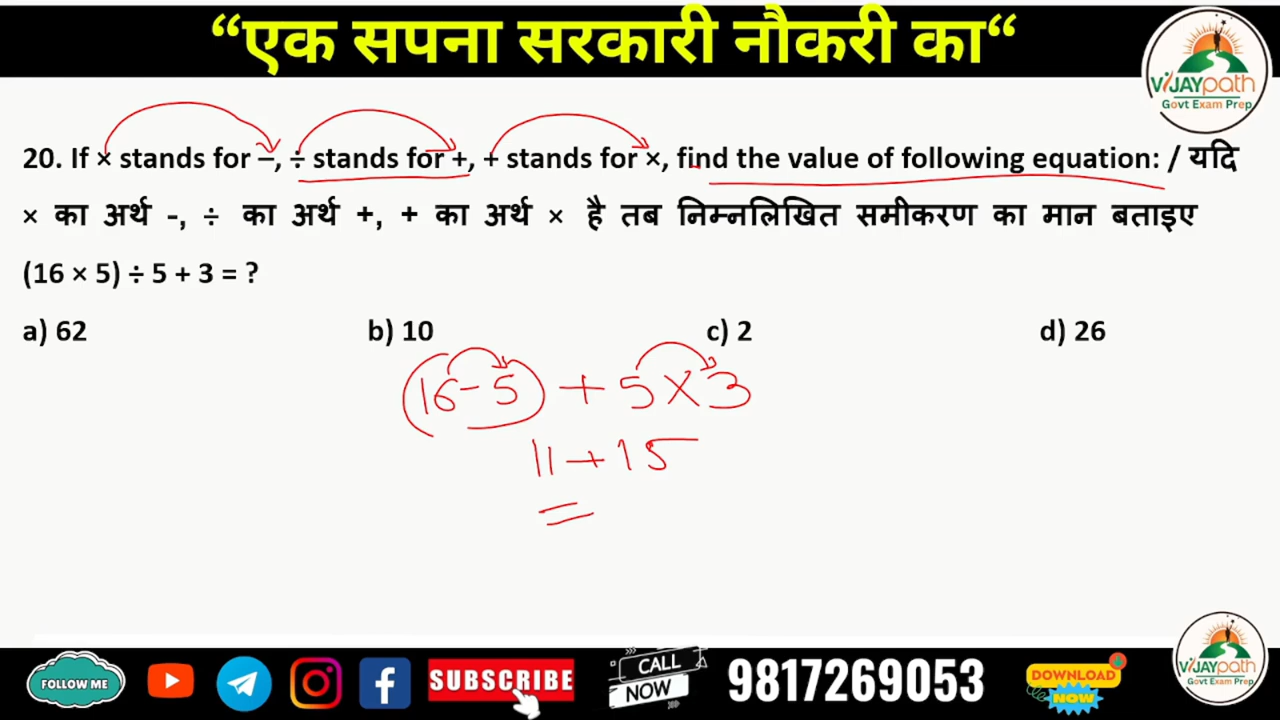 “एक सपना सरकारी नौकरी का“
ViJAYpath
Govt Exam Prep
20. If × stands for –, ÷ stands for +, + stands for ×, find the value of following equation: / यदि
× का अर्थ -, ÷ का अर्थ +, + का अर्थ × है तब निम्नलिखित समीकरण का मान बताइए
(16 × 5) ÷ 5 + 3 = ?
a) 62 b) 10 c) 2 d) 26
(16 - 5) + 5 × 3
11 + 15
=
ViJAYpath
Govt Exam Prep
FOLLOW ME SUBSCRIBE CALL NOW 9817269053 DOWNLOAD NOW